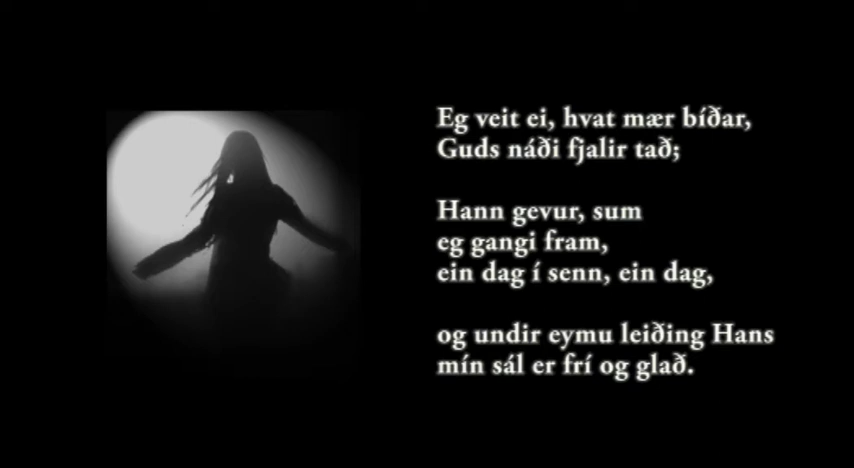 Eg veit ei, hvat mær bíðar,
Guds náði fjalir tað;
Hann gevur, sum
eg gangi fram,
ein dag í senn, ein dag,
og undir eymu leiðing Hans
mín sál er frí og glað.